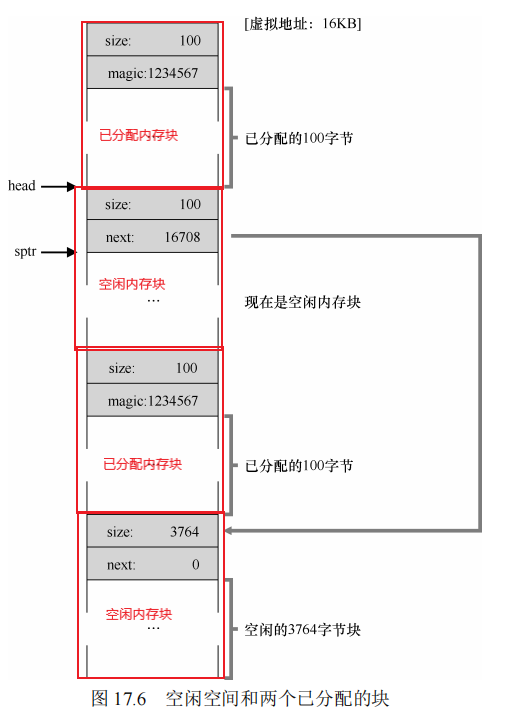 [虚拟地址：16KB]
size: 100
magic:1234567
已分配内存块
已分配的100字节
head
size: 100
next: 16708
sptr
空闲内存块
...
现在是空闲内存块
size: 100
magic:1234567
已分配内存块
已分配的100字节
size: 3764
next: 0
空闲内存块
...
空闲的3764字节块
图 17.6 空闲空间和两个已分配的块